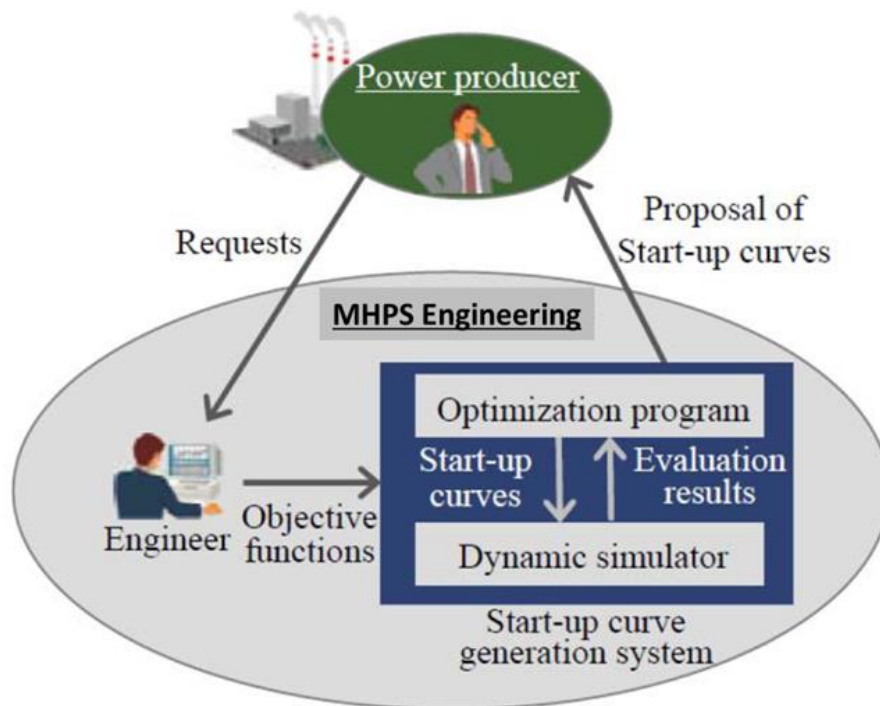 Power producer
Requests
Proposal of
Start-up curves
MHPS Engineering
Optimization program
Start-up
curves
Evaluation
results
Dynamic simulator
Engineer
Objective
functions
Start-up curve
generation system